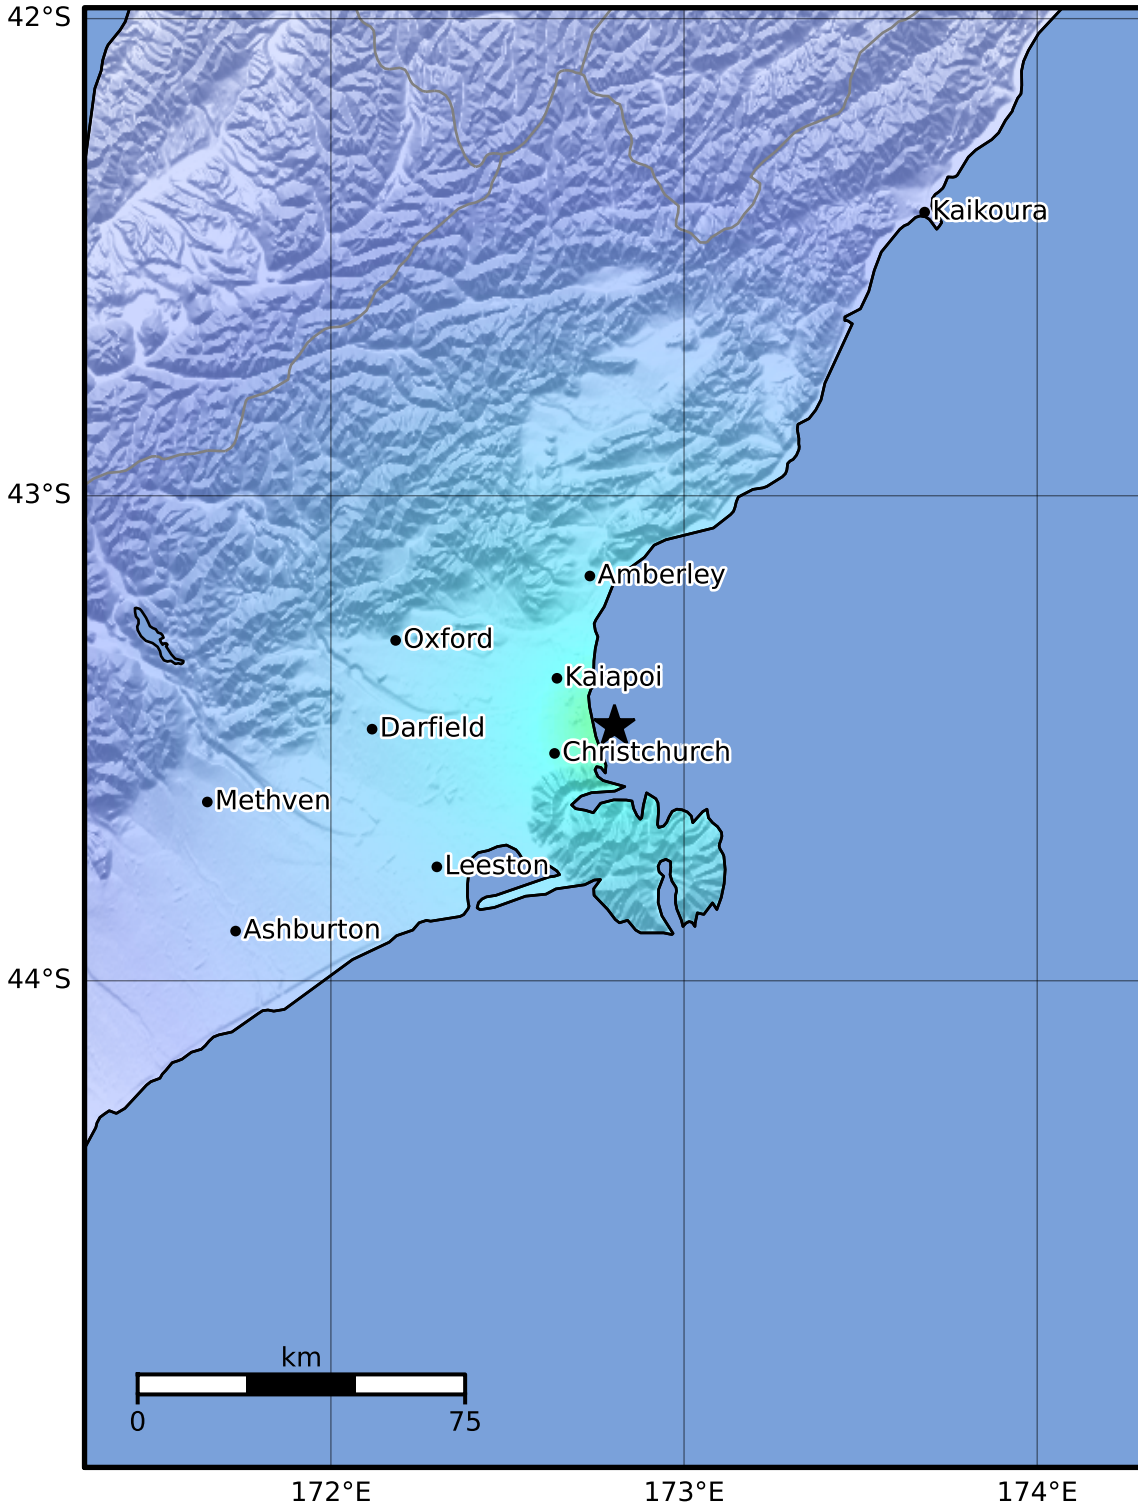 42°S
Kaikoura
43°S
Amberley
Oxford
Kaiapoi
Darfield
Christchurch
Methven
Leeston
Ashburton
44°S
km
0 75
172°E 173°E 174°E